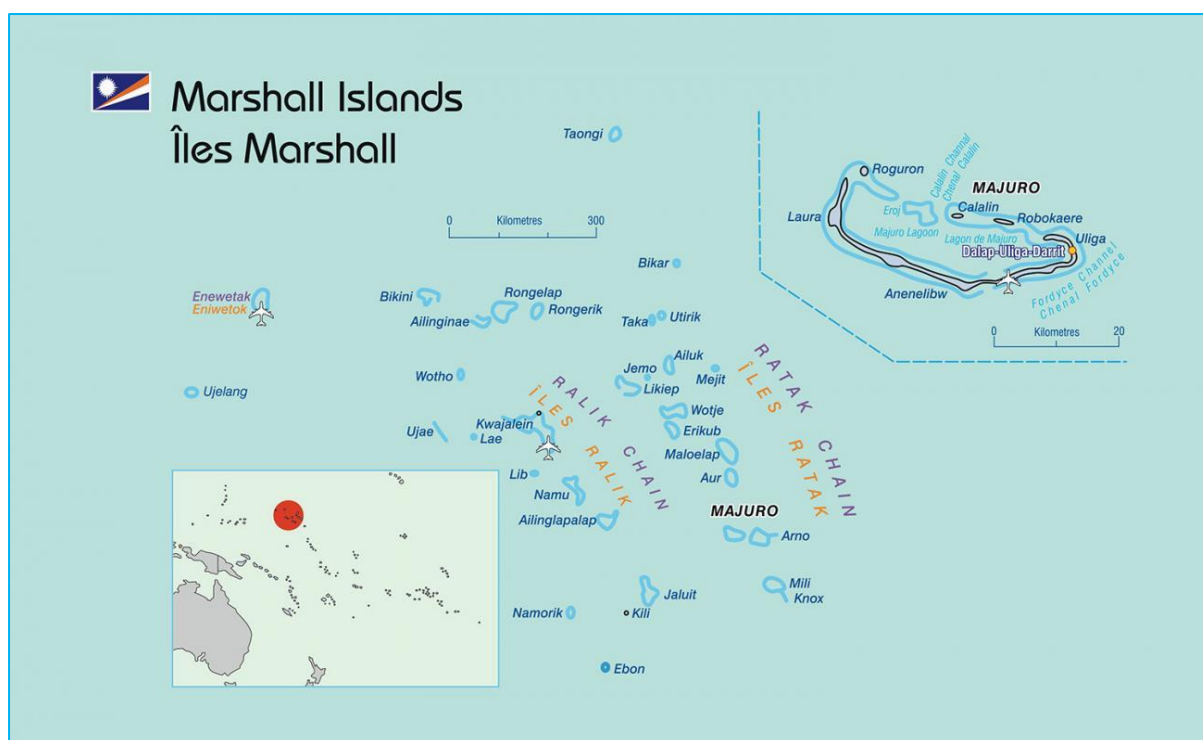 Marshall Islands
Îles Marshall
Taongi
0 Kilometres 300
Bikar
Enewetak
Eniwetok
Bikini
Rongelap
Ailinginae
Rongerik
Taka
Utirik
Ujelang
Wotho
Jemo
Ailuk
Likiep
Mejit
Wotje
Erikub
Ujae
Lae
Kwajalein
Maloelap
Aur
Lib
Namu
Ailinglapalap
RALIK CHAIN
ÎLES RALIK
RATAK CHAIN
ÎLES RATAK
MAJURO
Arno
Mili
Knox
Jaluit
Namorik
Kili
Ebon
Roguron
Calalin Channal
Chenal Calalin
MAJURO
Calalin
Robokaere
Laura
Eroj
Majuro Lagoon
Lagon de Majuro
Uliga
Dalap-Uliga-Darrit
Anenelibw
Fordyce Channel
Chenal Fordyce
0 Kilometres 20